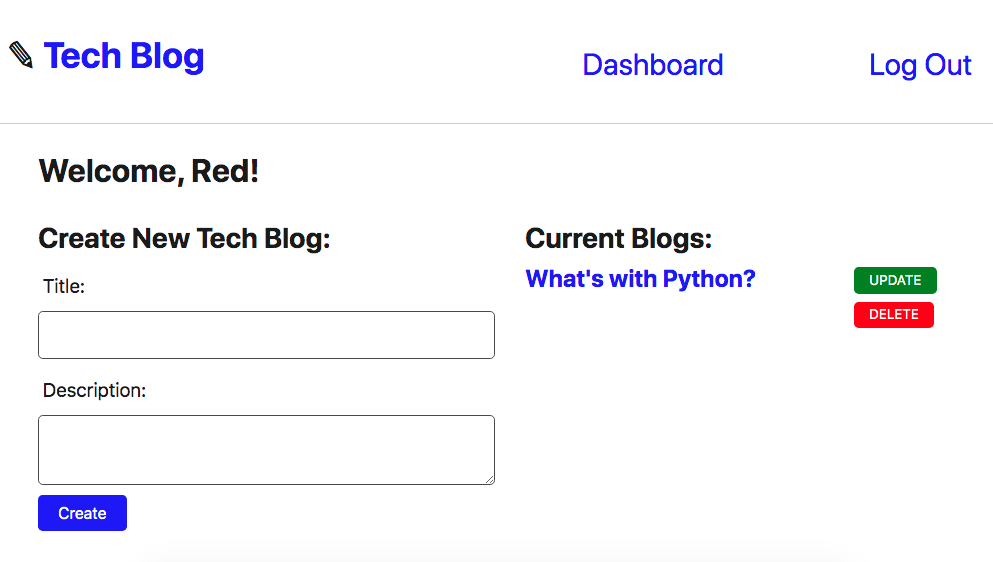 Tech Blog
Dashboard
Log Out
Welcome, Red!
Create New Tech Blog:
Title:
Description:
Create
Current Blogs:
What's with Python?
UPDATE
DELETE